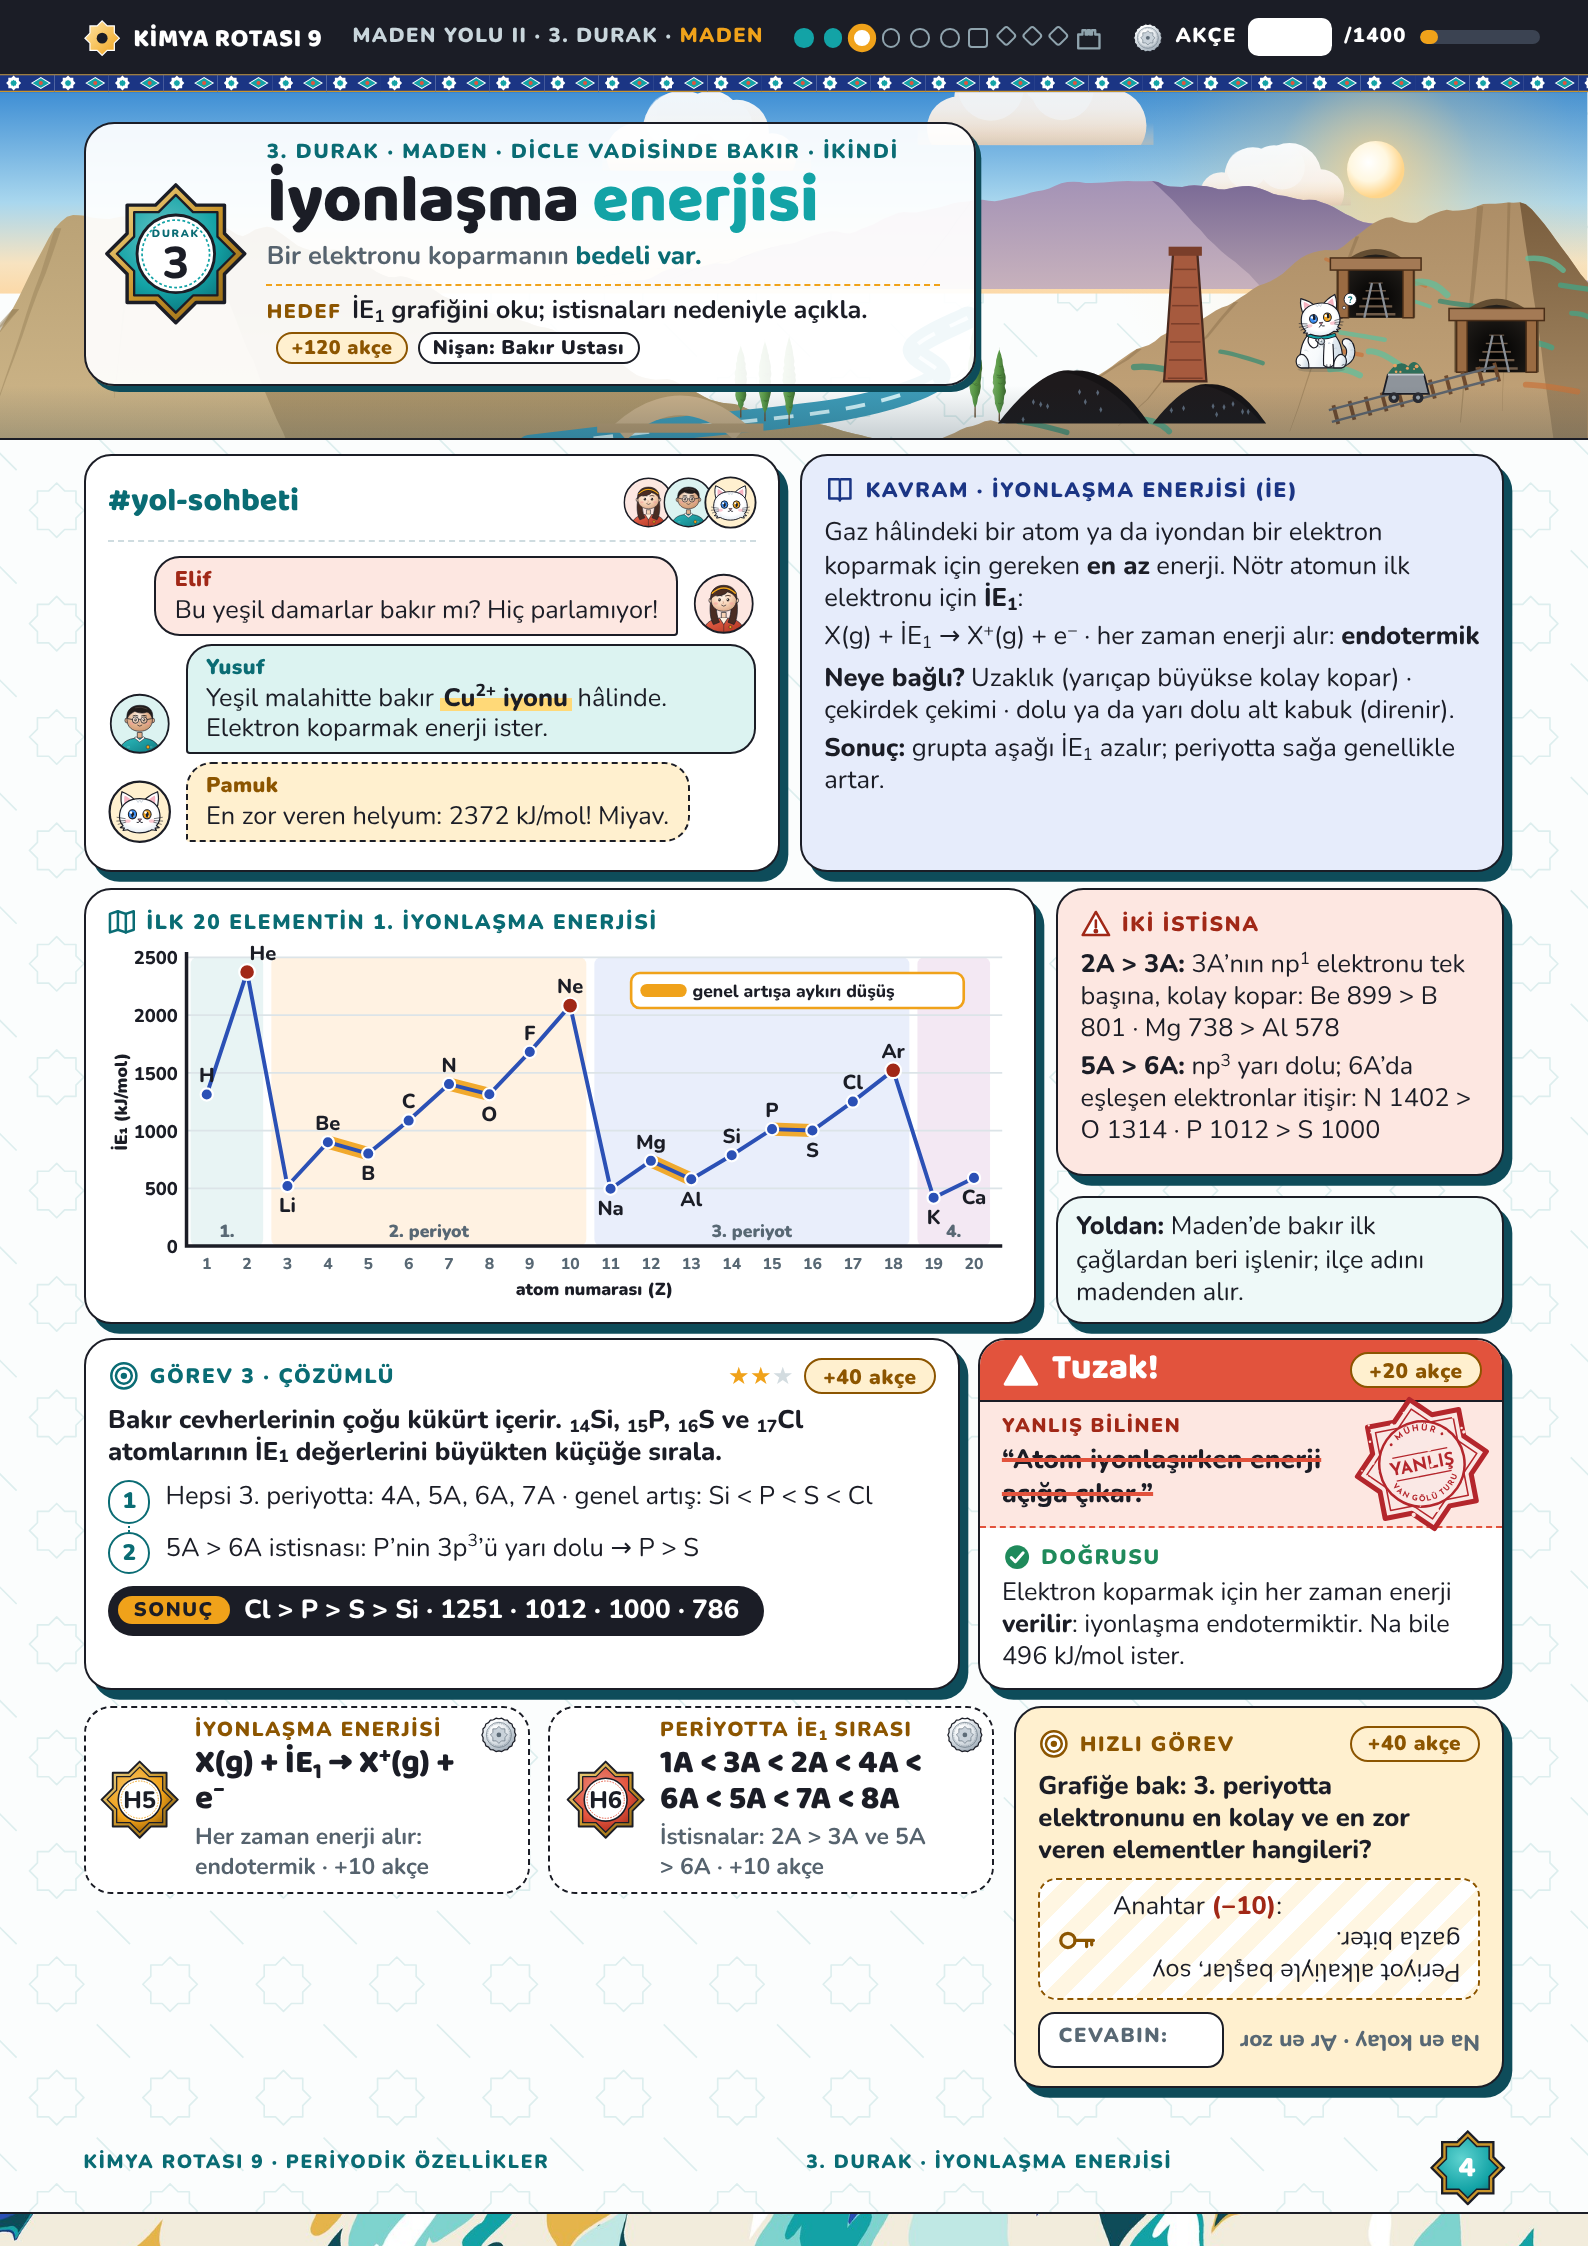 KİMYA ROTASI 9
MADEN YOLU II · 3. DURAK · MADEN
AKÇE /1400
3. DURAK · MADEN · DİCLE VADİSİNDE BAKIR · İKİNDİ
DURAK
3
İyonlaşma enerjisi
Bir elektronu koparmanın bedeli var.
HEDEF İE₁ grafiğini oku; istisnaları nedeniyle açıkla.
+120 akçe Nişan: Bakır Ustası
?
#yol-sohbeti
Elif
Bu yeşil damarlar bakır mı? Hiç parlamıyor!
Yusuf
Yeşil malahitte bakır Cu²⁺ iyonu hâlinde.
Elektron koparmak enerji ister.
Pamuk
En zor veren helyum: 2372 kJ/mol! Miyav.
KAVRAM · İYONLAŞMA ENERJİSİ (İE)
Gaz hâlindeki bir atom ya da iyondan bir elektron
koparmak için gereken en az enerji. Nötr atomun ilk
elektronu için İE₁:
X(g) + İE₁ → X⁺(g) + e⁻ · her zaman enerji alır: endotermik
Neye bağlı? Uzaklık (yarıçap büyükse kolay kopar) ·
çekirdek çekimi · dolu ya da yarı dolu alt kabuk (direnir).
Sonuç: grupta aşağı İE₁ azalır; periyotta sağa genellikle
artar.
İLK 20 ELEMENTİN 1. İYONLAŞMA ENERJİSİ
genel artışa aykırı düşüş
İE₁ (kJ/mol)
2500
2000
1500
1000
500
0
H He Li Be B C N O F Ne Na Mg Al Si P S Cl Ar K Ca
1. 2. periyot 3. periyot 4.
1 2 3 4 5 6 7 8 9 10 11 12 13 14 15 16 17 18 19 20
atom numarası (Z)
İKİ İSTİSNA
2A > 3A: 3A’nın np¹ elektronu tek
başına, kolay kopar: Be 899 > B
801 · Mg 738 > Al 578
5A > 6A: np³ yarı dolu; 6A’da
eşleşen elektronlar itişir: N 1402 >
O 1314 · P 1012 > S 1000
Yoldan: Maden’de bakır ilk
çağlardan beri işlenir; ilçe adını
madenden alır.
GÖREV 3 · ÇÖZÜMLÜ
+40 akçe
Bakır cevherlerinin çoğu kükürt içerir. ₁₄Si, ₁₅P, ₁₆S ve ₁₇Cl
atomlarının İE₁ değerlerini büyükten küçüğe sırala.
1 Hepsi 3. periyotta: 4A, 5A, 6A, 7A · genel artış: Si < P < S < Cl
2 5A > 6A istisnası: P’nin 3p³’ü yarı dolu → P > S
SONUÇ Cl > P > S > Si · 1251 · 1012 · 1000 · 786
Tuzak!
+20 akçe
YANLIŞ BİLİNEN
“Atom iyonlaşırken enerji
açığa çıkar.”
MÜHÜR
YANLIŞ
VAN GÖLÜ TURU
DOĞRUSU
Elektron koparmak için her zaman enerji
verilir: iyonlaşma endotermiktir. Na bile
496 kJ/mol ister.
H5
İYONLAŞMA ENERJİSİ
X(g) + İE₁ → X⁺(g) +
e⁻
Her zaman enerji alır:
endotermik · +10 akçe
H6
PERİYOTTA İE₁ SIRASI
1A < 3A < 2A < 4A <
6A < 5A < 7A < 8A
İstisnalar: 2A > 3A ve 5A
> 6A · +10 akçe
HIZLI GÖREV
+40 akçe
Grafiğe bak: 3. periyotta
elektronunu en kolay ve en zor
veren elementler hangileri?
Anahtar (−10):
Periyot alkaliyle başlar, soy
gazla biter.
CEVABIN:
Na en kolay · Ar en zor
KİMYA ROTASI 9 · PERİYODİK ÖZELLİKLER
3. DURAK · İYONLAŞMA ENERJİSİ
4